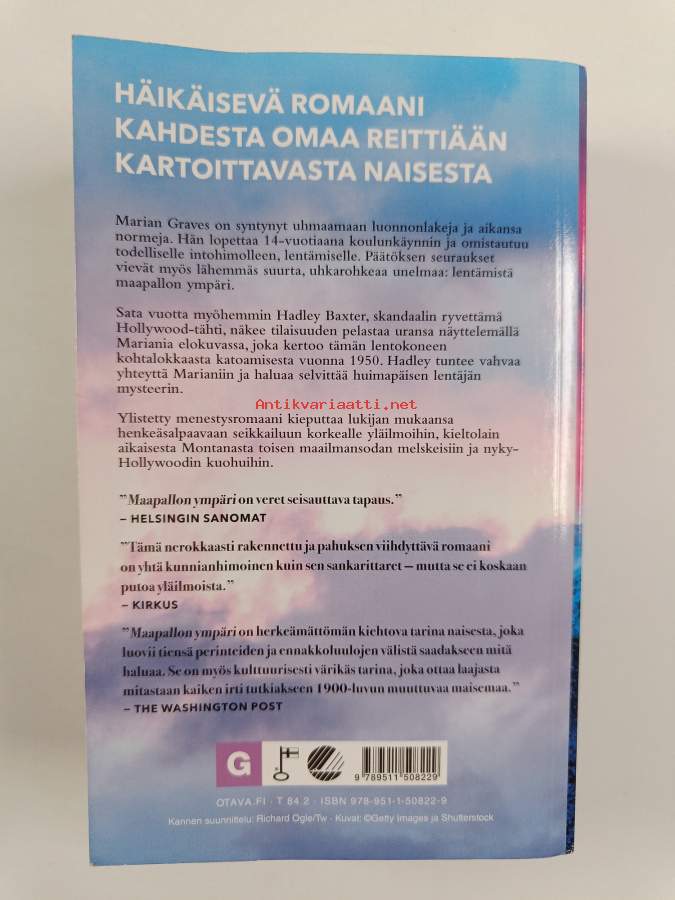 HÄIKÄISEVÄ ROMAANI
KAHDESTA OMAA REITTIÄÄN
KARTOITTAVASTA NAISESTA
Marian Graves on syntynyt uhmaamaan luonnonlakeja ja aikansa
normeja. Hän lopettaa 14-vuotiaana koulunkäynnin ja omistautuu
todelliselle intohimolleen, lentämiselle. Päätöksen seuraukset
vievät myös lähemmäs suurta, uhkarohkeaa unelmaa: lentämistä
maapallon ympäri.
Sata vuotta myöhemmin Hadley Baxter, skandaalin ryvettämä
Hollywood-tähti, näkee tilaisuuden pelastaa uransa näyttelemällä
Mariania elokuvassa, joka kertoo tämän lentokoneen
kohtalokkaasta katoamisesta vuonna 1950. Hadley tuntee vahvaa
yhteyttä Marianiin ja haluaa selvittää huimapäisen lentäjän
mysteerin.
Antikvariaatti.net
Ylistetty menestysromaani kieputtaa lukijan mukaansa
henkeäsalpaavaan seikkailuun korkealle yläilmoihin, kieltolain
aikaisesta Montanasta toisen maailmansodan melskeisiin ja nyky-
Hollywoodin kuohuihin.
”Maapallon ympäri on veret seisauttava tapaus.”
– HELSINGIN SANOMAT
”Tämä nerokkaasti rakennettu ja pahuksen viihdyttävä romaani
on yhtä kunnianhimoinen kuin sen sankarittaret – mutta se ei koskaan
putoa yläilmoista.”
– KIRKUS
”Maapallon ympäri on herkeämättömän kiehtova tarina naisesta, joka
luovii tiensä perinteiden ja ennakkoluulojen välistä saadakseen mitä
haluaa. Se on myös kulttuurisesti värikäs tarina, joka ottaa laajasta
mitastaan kaiken irti tutkiakseen 1900-luvun muuttuvaa maisemaa.”
– THE WASHINGTON POST
G
9 789511 508229
OTAVA.FI · T 84.2 · ISBN 978-951-1-50822-9
Kannen suunnittelu: Richard Ogle/Tw · Kuvat: ©Getty Images ja Shutterstock